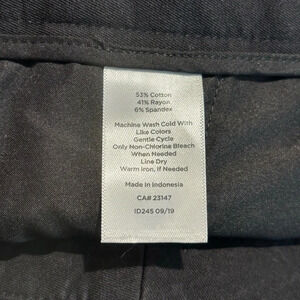 53% Cotton
41% Rayon
6% Spandex
Machine Wash Cold With
Like Colors
Gentle Cycle
Only Non-Chlorine Bleach
When Needed
Line Dry
Warm Iron, If Needed
Made in Indonesia
CA# 23147
ID245 09/19